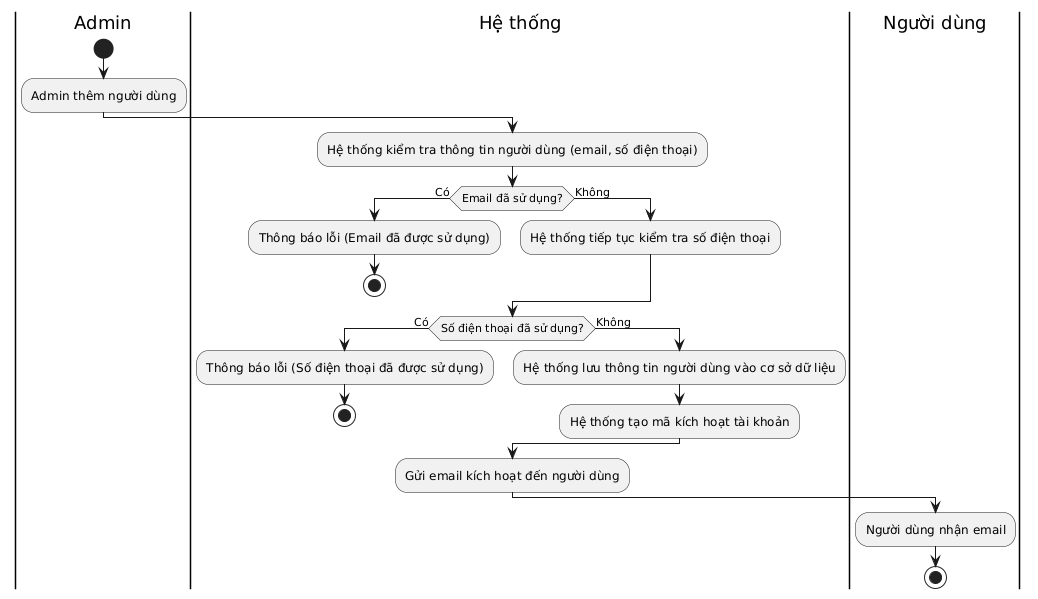 Admin
Hệ thống
Người dùng
Admin thêm người dùng
Hệ thống kiểm tra thông tin người dùng (email, số điện thoại)
Có
Email đã sử dụng?
Không
Thông báo lỗi (Email đã được sử dụng)
Hệ thống tiếp tục kiểm tra số điện thoại
Có
Số điện thoại đã sử dụng?
Không
Thông báo lỗi (Số điện thoại đã được sử dụng)
Hệ thống lưu thông tin người dùng vào cơ sở dữ liệu
Hệ thống tạo mã kích hoạt tài khoản
Gửi email kích hoạt đến người dùng
Người dùng nhận email